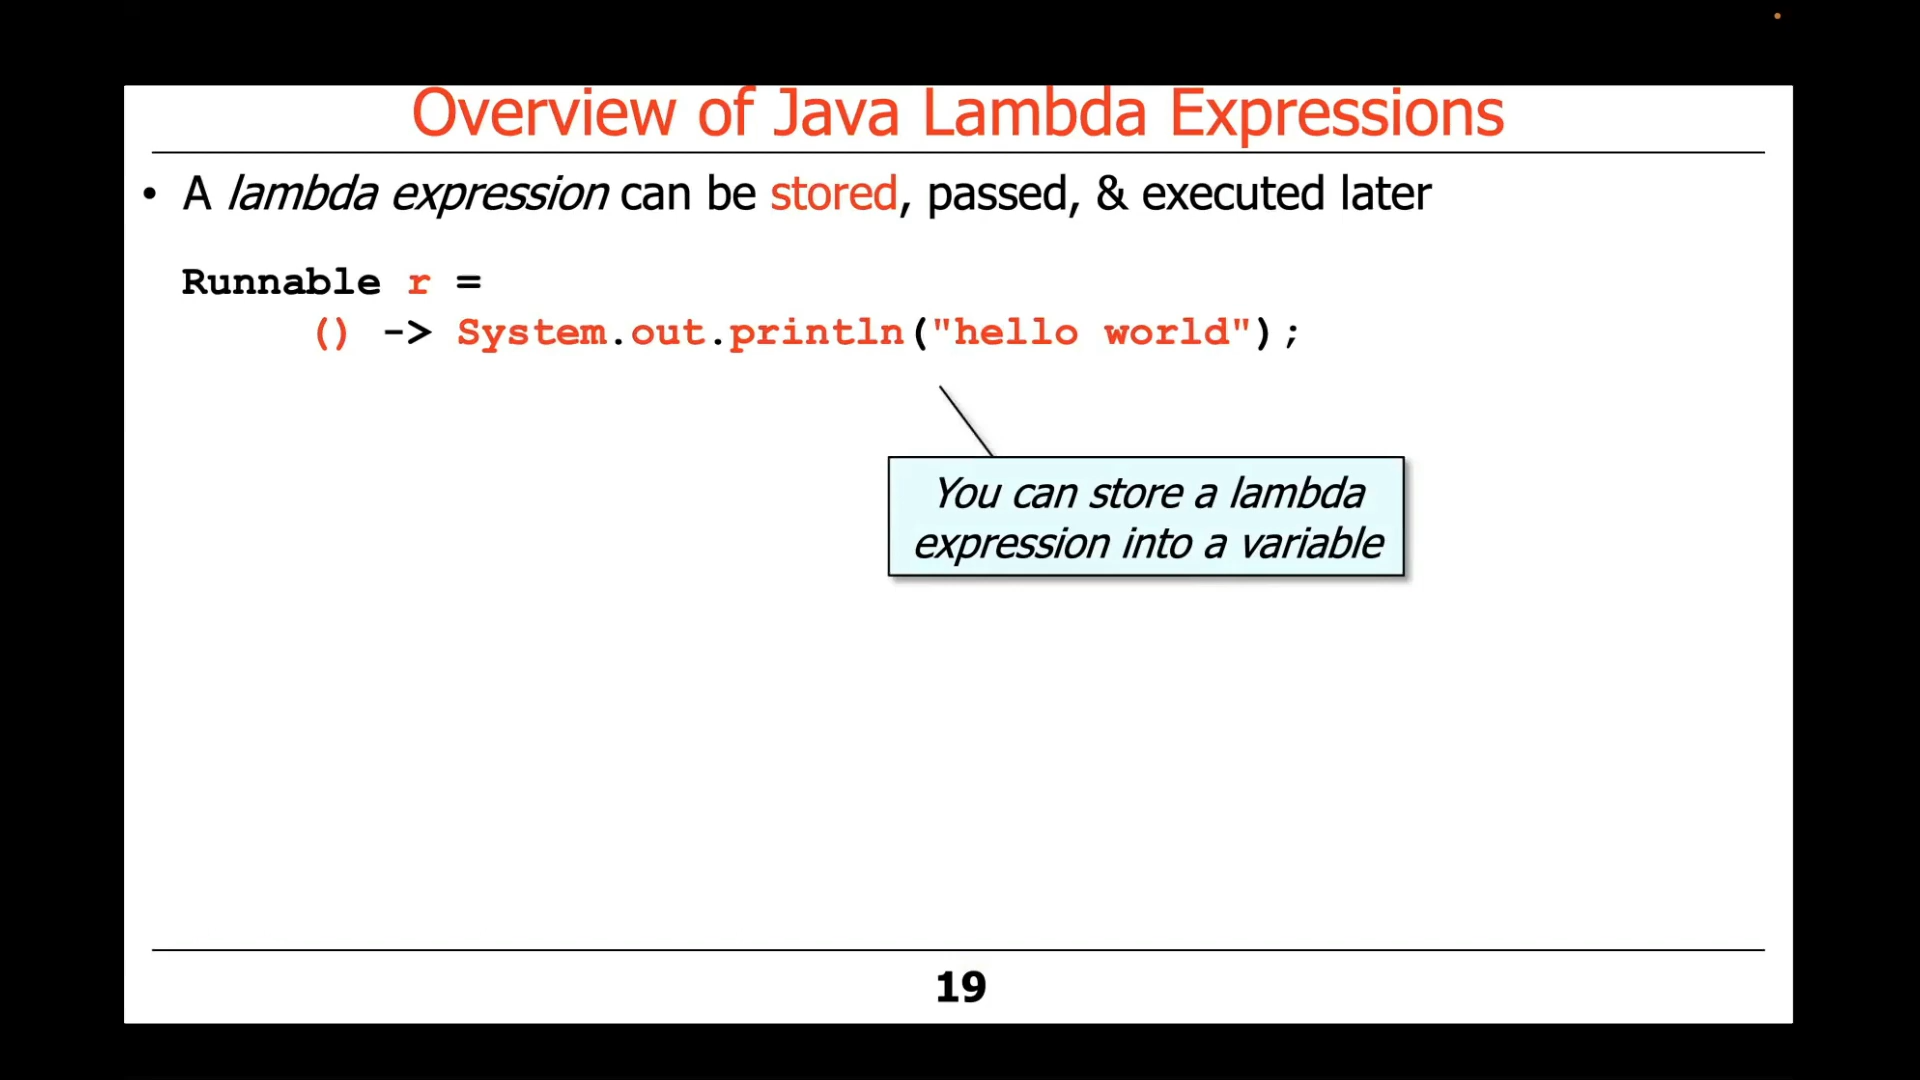 Overview of Java Lambda Expressions
• A lambda expression can be stored, passed, & executed later
Runnable r =
() -> System.out.println("hello world");
You can store a lambda
expression into a variable
19